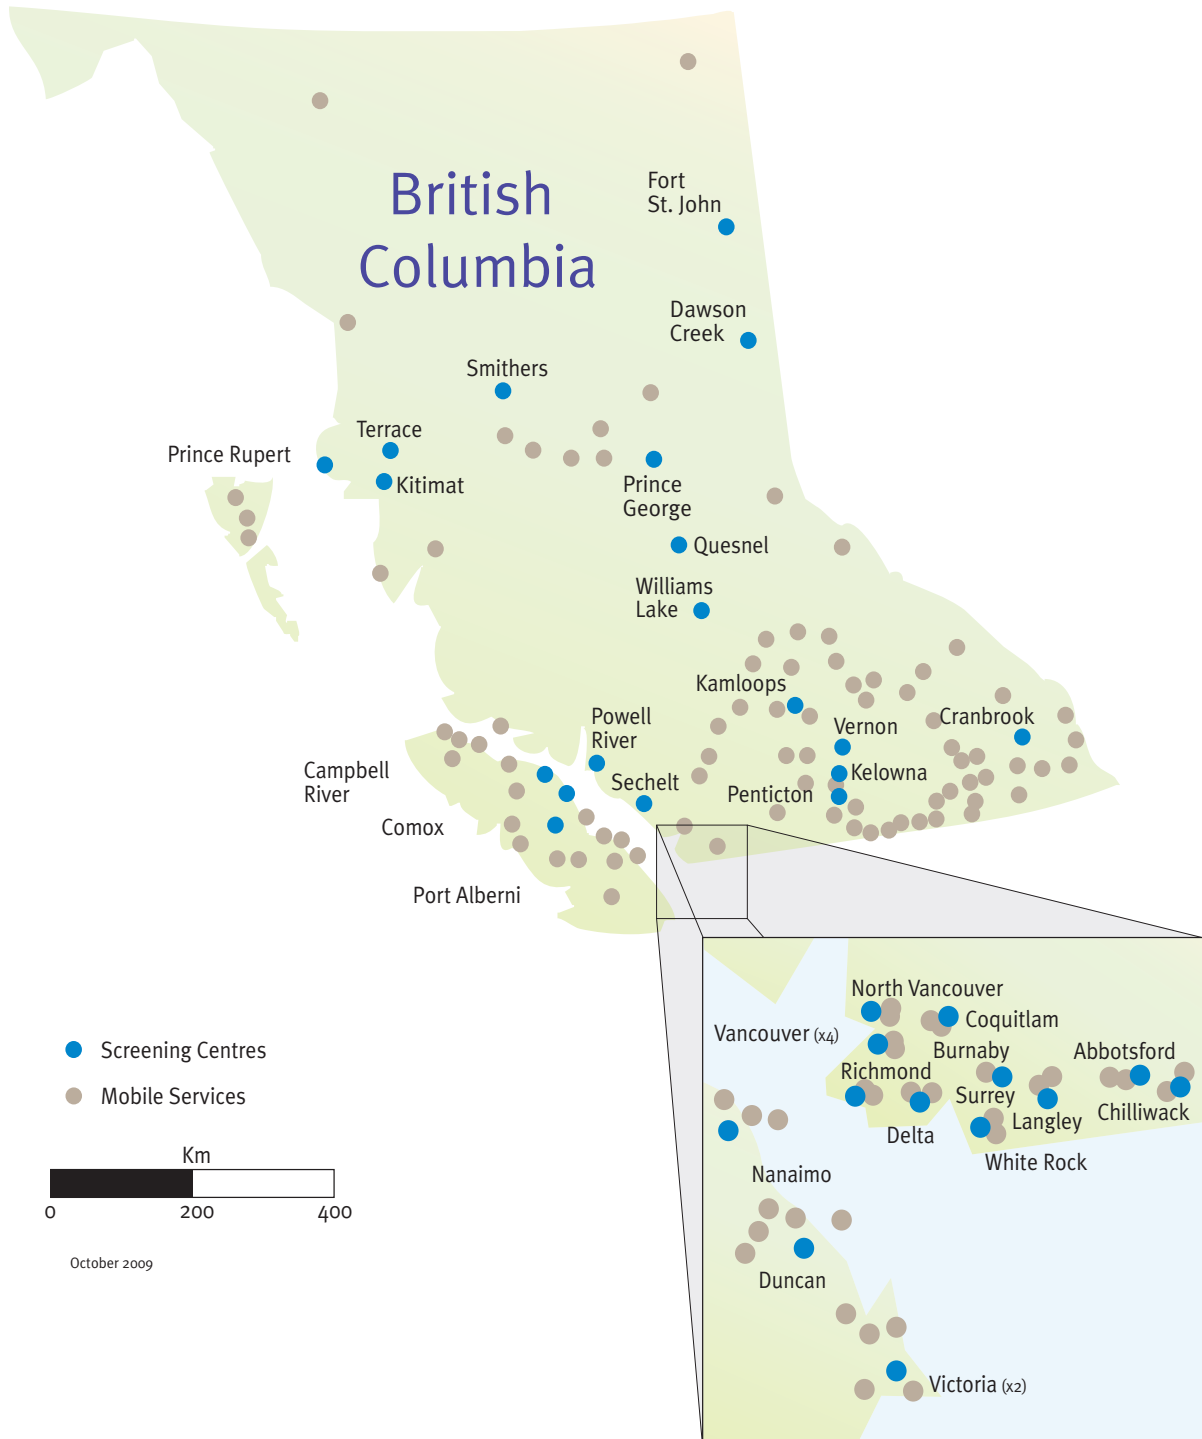 British
Columbia
Fort
St. John
Dawson
Creek
Smithers
Terrace
Prince Rupert
Kitimat
Prince
George
Quesnel
Williams
Lake
Kamloops
Powell
River
Vernon
Cranbrook
Campbell
River
Sechelt
Kelowna
Penticton
Comox
Port Alberni
North Vancouver
Vancouver (x4)
Coquitlam
Burnaby
Abbotsford
Richmond
Surrey
Langley
Chilliwack
Delta
White Rock
Nanaimo
Duncan
Victoria (x2)
Screening Centres
Mobile Services
Km
0 200 400
October 2009